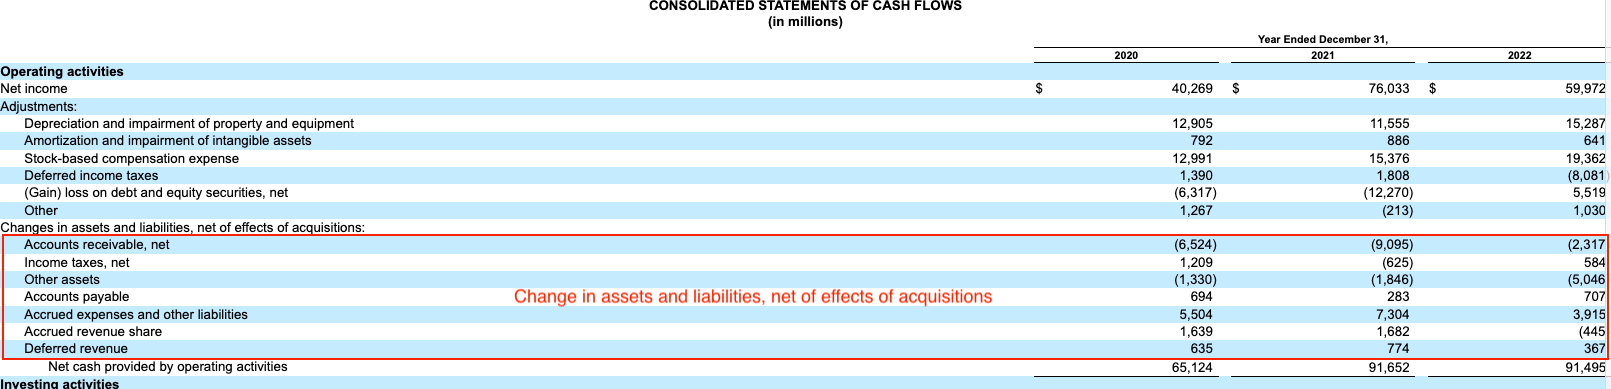 CONSOLIDATED STATEMENTS OF CASH FLOWS
(in millions)
Year Ended December 31,
2020 2021 2022
Operating activities
Net income $ 40,269 $ 76,033 $ 59,972
Adjustments:
Depreciation and impairment of property and equipment 12,905 11,555 15,287
Amortization and impairment of intangible assets 792 886 641
Stock-based compensation expense 12,991 15,376 19,362
Deferred income taxes 1,390 1,808 (8,081)
(Gain) loss on debt and equity securities, net (6,317) (12,270) 5,519
Other 1,267 (213) 1,030
Changes in assets and liabilities, net of effects of acquisitions:
Accounts receivable, net (6,524) (9,095) (2,317
Income taxes, net 1,209 (625) 584
Other assets (1,330) (1,846) (5,046
Accounts payable Change in assets and liabilities, net of effects of acquisitions 694 283 707
Accrued expenses and other liabilities 5,504 7,304 3,915
Accrued revenue share 1,639 1,682 (445
Deferred revenue 635 774 367
Net cash provided by operating activities 65,124 91,652 91,495
Investing activities